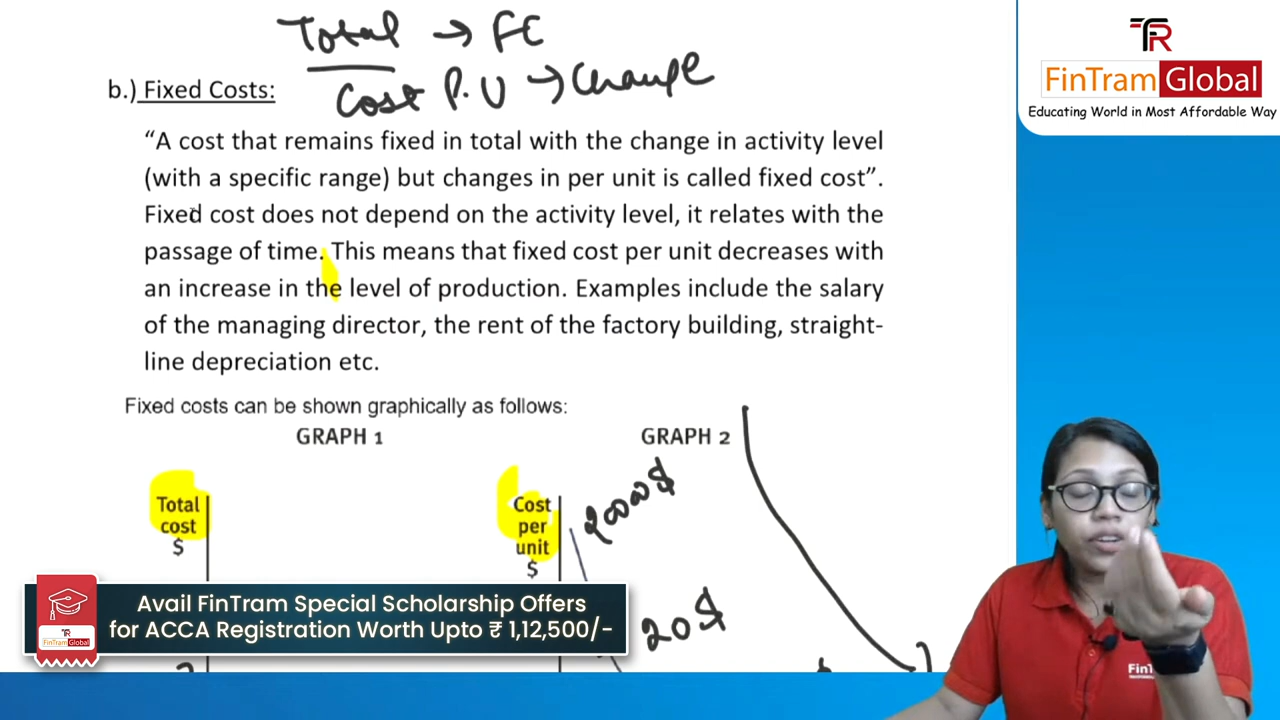 Total → FC
Cost P.U → Change
b.) Fixed Costs:
“A cost that remains fixed in total with the change in activity level
(with a specific range) but changes in per unit is called fixed cost”.
Fixed cost does not depend on the activity level, it relates with the
passage of time. This means that fixed cost per unit decreases with
an increase in the level of production. Examples include the salary
of the managing director, the rent of the factory building, straight-
line depreciation etc.
Fixed costs can be shown graphically as follows:
GRAPH 1
GRAPH 2
Total
cost
$
Cost
per
unit
$
20$
Avail FinTram Special Scholarship Offers
for ACCA Registration Worth Upto ₹ 1,12,500/-
FinTram Global
FinTram Global
Educating World in Most Affordable Way